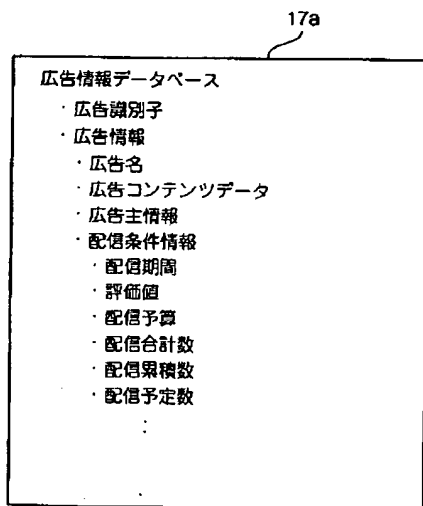 17a
広告情報データベース
・広告識別子
・広告情報
・広告名
・広告コンテンツデータ
・広告主情報
・配信条件情報
・配信期間
・評価値
・配信予算
・配信合計数
・配信累積数
・配信予定数